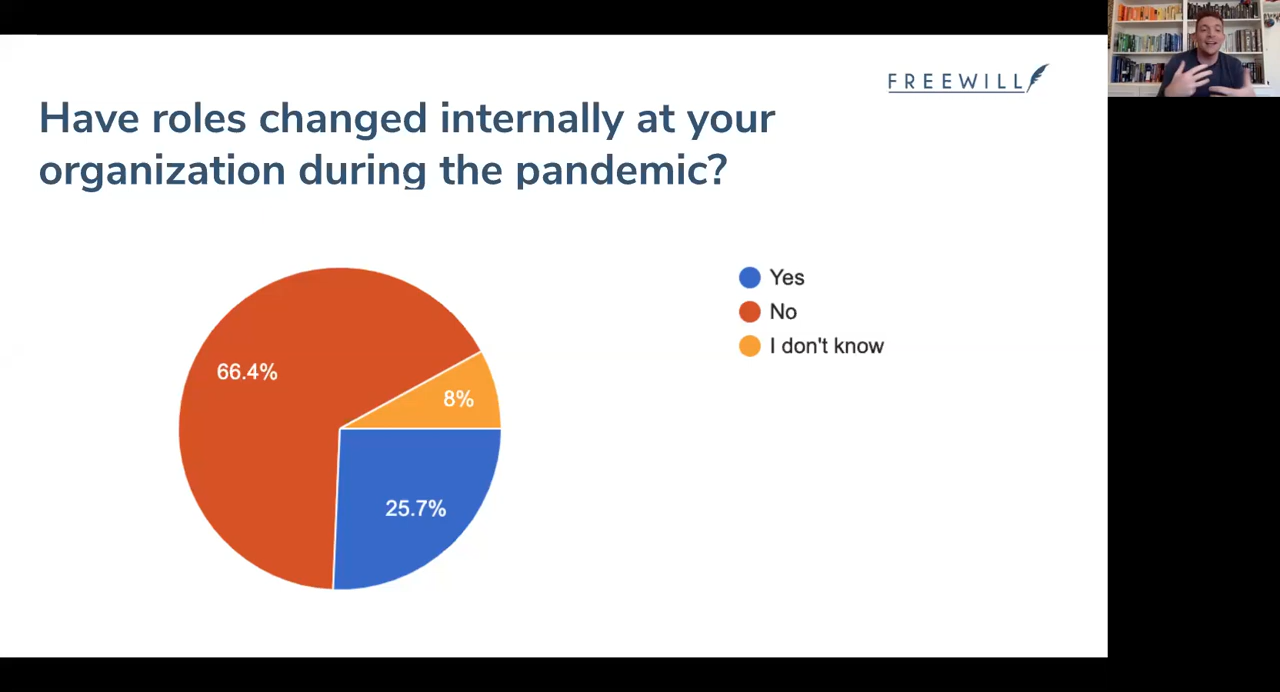 FREEWILL
Have roles changed internally at your
organization during the pandemic?
Yes
No
I don't know
66.4%
8%
25.7%